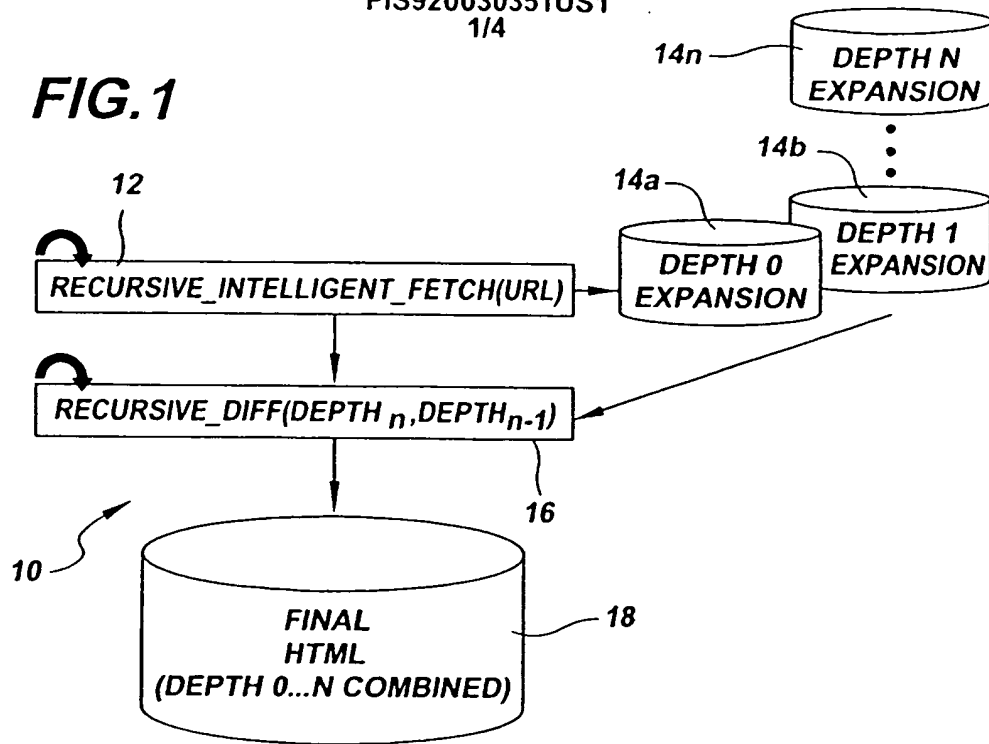 PIS920030351US1
1/4
FIG.1
14n
DEPTH N
EXPANSION
14b
14a
12
DEPTH 1
EXPANSION
DEPTH 0
EXPANSION
RECURSIVE_INTELLIGENT_FETCH(URL)
RECURSIVE_DIFF(DEPTH n,DEPTHn-1)
16
10
18
FINAL
HTML
(DEPTH 0...N COMBINED)